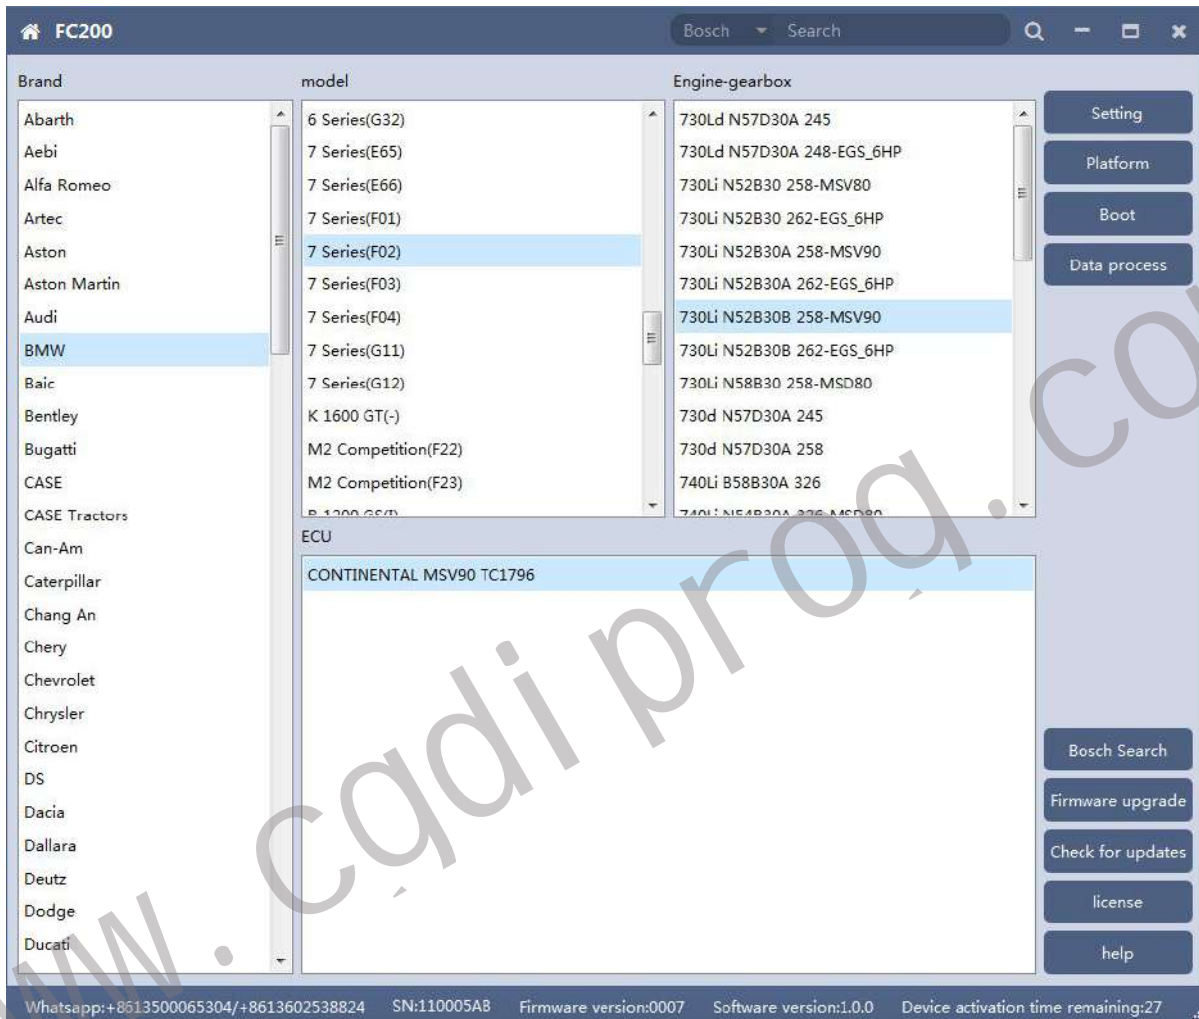 FC200
Bosch
Search
Brand
Abarth
Aebi
Alfa Romeo
Artec
Aston
Aston Martin
Audi
BMW
Baic
Bentley
Bugatti
CASE
CASE Tractors
Can-Am
Caterpillar
Chang An
Chery
Chevrolet
Chrysler
Citroen
DS
Dacia
Dallara
Deutz
Dodge
Ducati
model
6 Series(G32)
7 Series(E65)
7 Series(E66)
7 Series(F01)
7 Series(F02)
7 Series(F03)
7 Series(F04)
7 Series(G11)
7 Series(G12)
K 1600 GT(-)
M2 Competition(F22)
M2 Competition(F23)
Engine-gearbox
730Ld N57D30A 245
730Ld N57D30A 248-EGS_6HP
730Li N52B30 258-MSV80
730Li N52B30 262-EGS_6HP
730Li N52B30A 258-MSV90
730Li N52B30A 262-EGS_6HP
730Li N52B30B 258-MSV90
730Li N52B30B 262-EGS_6HP
730Li N58B30 258-MSD80
730d N57D30A 245
730d N57D30A 258
740Li B58B30A 326
740Li N54B30A 326-MSD80
ECU
CONTINENTAL MSV90 TC1796
Setting
Platform
Boot
Data process
Bosch Search
Firmware upgrade
Check for updates
license
help
Whatsapp:+8613500065304/+8613602538824 SN:110005AB Firmware version:0007 Software version:1.0.0 Device activation time remaining:27